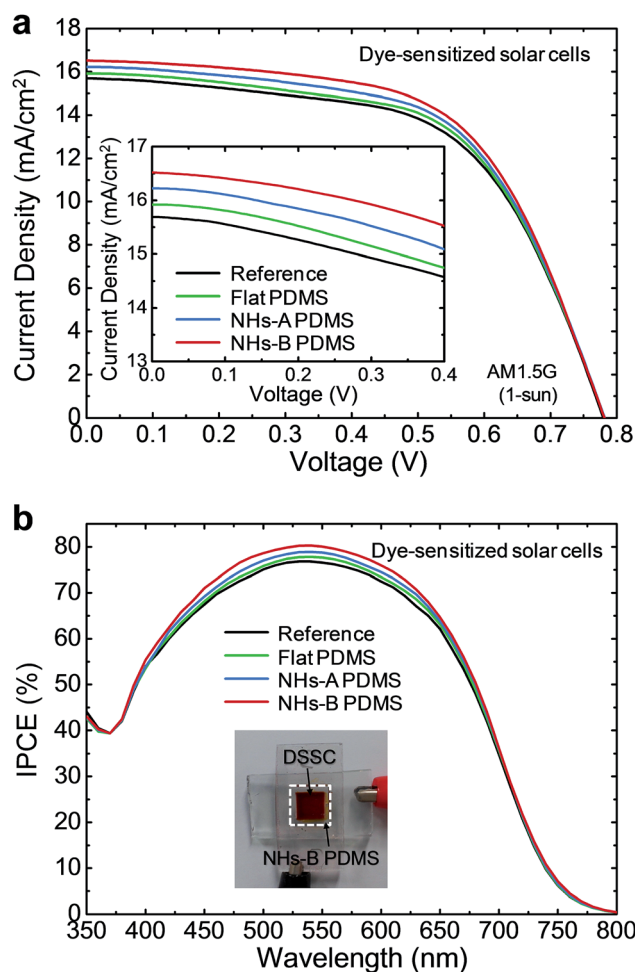 a
18
16
14
12
10
8
6
4
2
0
Current Density (mA/cm²)
Dye-sensitized solar cells
17
16
15
14
13
Current Density (mA/cm²)
Reference
Flat PDMS
NHs-A PDMS
NHs-B PDMS
0.0 0.1 0.2 0.3 0.4
Voltage (V)
AM1.5G
(1-sun)
0.0 0.1 0.2 0.3 0.4 0.5 0.6 0.7 0.8
Voltage (V)
b
80
70
60
50
40
30
20
10
0
IPCE (%)
Dye-sensitized solar cells
Reference
Flat PDMS
NHs-A PDMS
NHs-B PDMS
DSSC
NHs-B PDMS
350 400 450 500 550 600 650 700 750 800
Wavelength (nm)